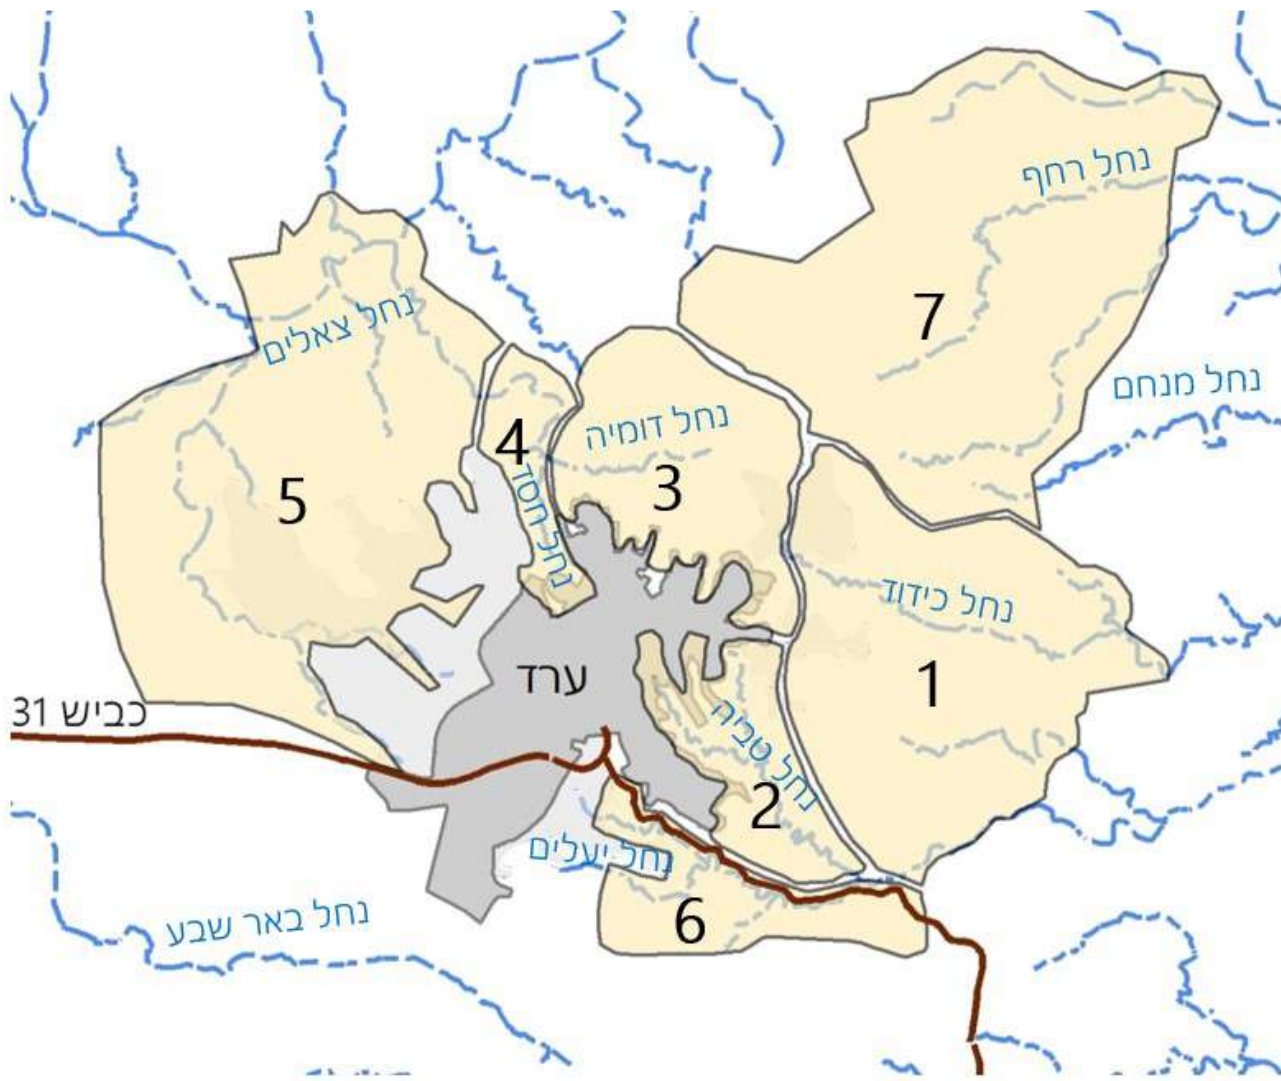 נחל רחף
7
נחל מנחם
נחל צאלים
נחל דומיה
4
3
5
נחל חסד
נחל כידוד
ערד
1
כביש 31
נחל טביה
2
נחל יעלים
6
נחל באר שבע